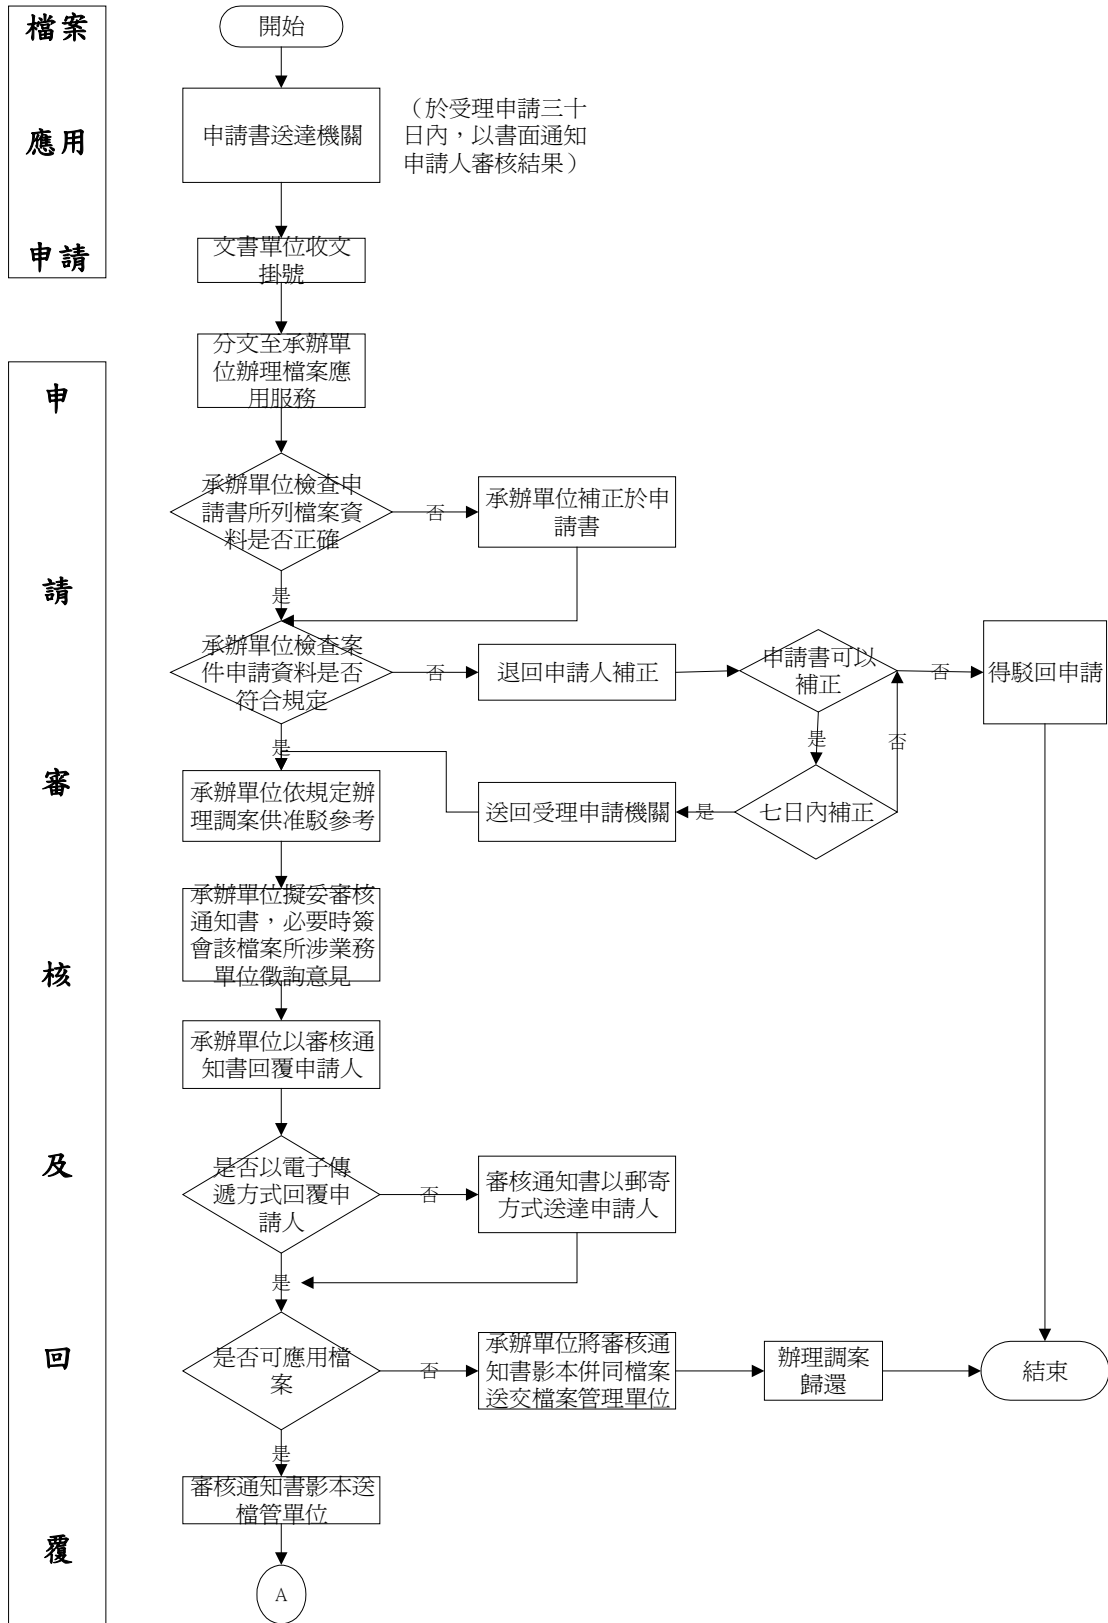 檔案
應用
申請
開始
申請書送達機關
（於受理申請三十
日內，以書面通知
申請人審核結果）
文書單位收文
掛號
分文至承辦單
位辦理檔案應
用服務
申
請
審
核
及
回
覆
承辦單位檢查申
請書所列檔案資
料是否正確
否
承辦單位補正於申
請書
是
承辦單位檢查案
件申請資料是否
符合規定
否
退回申請人補正
申請書可以
補正
否
得駁回申請
是
是
否
承辦單位依規定辦
理調案供准駁參考
送回受理申請機關
是
七日內補正
承辦單位擬妥審核
通知書，必要時簽
會該檔案所涉業務
單位徵詢意見
承辦單位以審核通
知書回覆申請人
是否以電子傳
遞方式回覆申
請人
否
審核通知書以郵寄
方式送達申請人
是
是否可應用檔
案
否
承辦單位將審核通
知書影本併同檔案
送交檔案管理單位
辦理調案
歸還
結束
是
審核通知書影本送
檔管單位
A